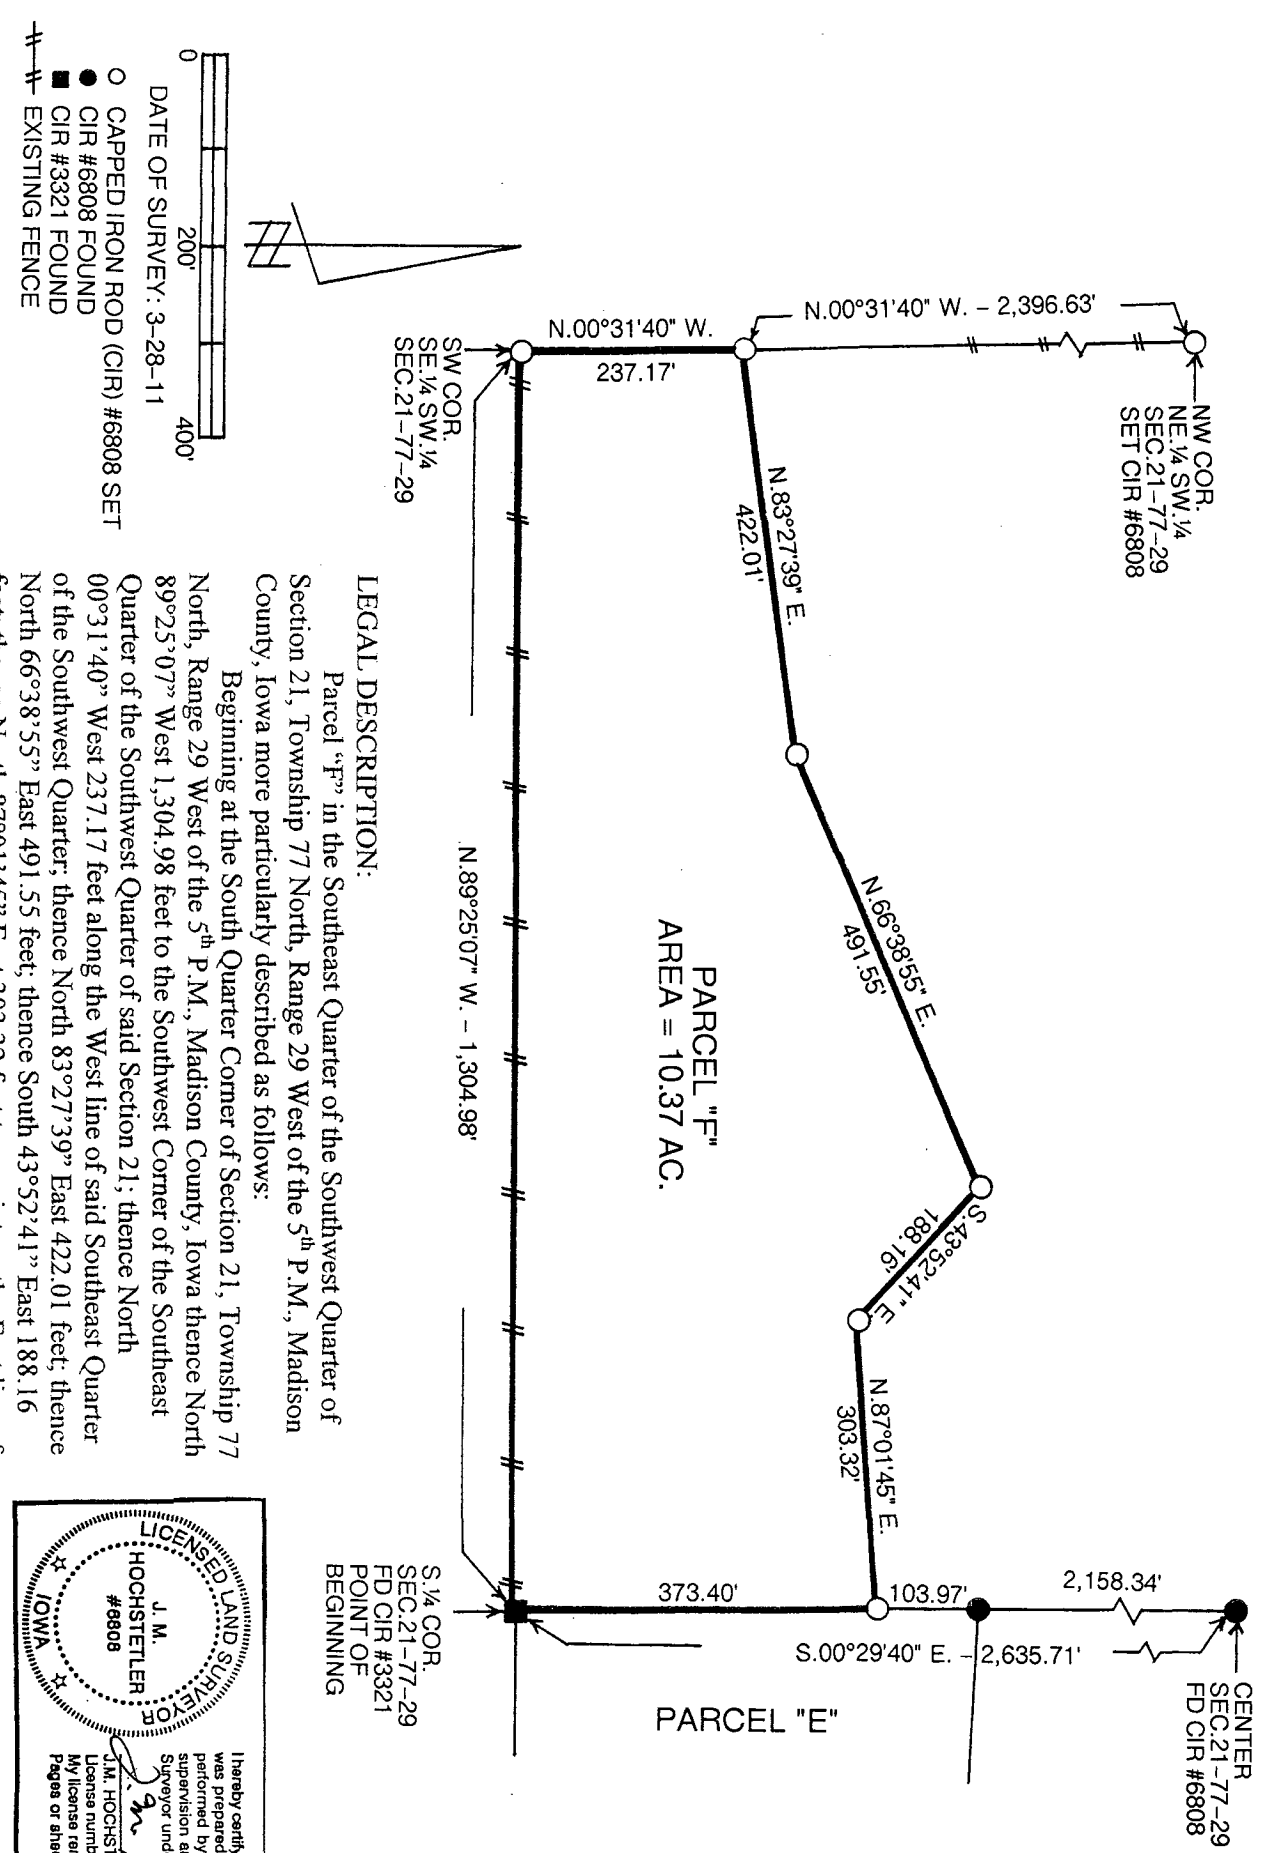 NW COR.
NE.¼ SW.¼
SEC.21–77–29
SET CIR #6808
CENTER
SEC.21–77–29
FD CIR #6808
N.00°31'40" W. – 2,396.63'
N.00°31'40" W.
237.17'
N.83°27'39" E.
422.01'
N.66°38'55" E.
491.55'
S.43°52'41" E.
188.16'
N.87°01'45" E.
303.32'
2,158.34'
103.97'
373.40'
S.00°29'40" E. – 2,635.71'
PARCEL "E"
PARCEL "F"
AREA = 10.37 AC.
N.89°25'07" W. – 1,304.98'
SW COR.
SE.¼ SW.¼
SEC.21–77–29
S.¼ COR.
SEC.21–77–29
FD CIR #3321
POINT OF
BEGINNING
0 200' 400'
DATE OF SURVEY: 3–28–11
CAPPED IRON ROD (CIR) #6808 SET
CIR #6808 FOUND
CIR #3321 FOUND
EXISTING FENCE
LEGAL DESCRIPTION:
Parcel “F” in the Southeast Quarter of the Southwest Quarter of
Section 21, Township 77 North, Range 29 West of the 5th P.M., Madison
County, Iowa more particularly described as follows:
Beginning at the South Quarter Corner of Section 21, Township 77
North, Range 29 West of the 5th P.M., Madison County, Iowa thence North
89°25’07” West 1,304.98 feet to the Southwest Corner of the Southeast
Quarter of the Southwest Quarter of said Section 21; thence North
00°31’40” West 237.17 feet along the West line of said Southeast Quarter
of the Southwest Quarter; thence North 83°27’39” East 422.01 feet; thence
North 66°38’55” East 491.55 feet; thence South 43°52’41” East 188.16
LICENSED LAND SURVEYOR
J. M.
HOCHSTETLER
#6808
IOWA
I hereby certify
was prepared
performed by
supervision a
Surveyor und
J.M. HOCHST
License numb
My license re
Pages or she